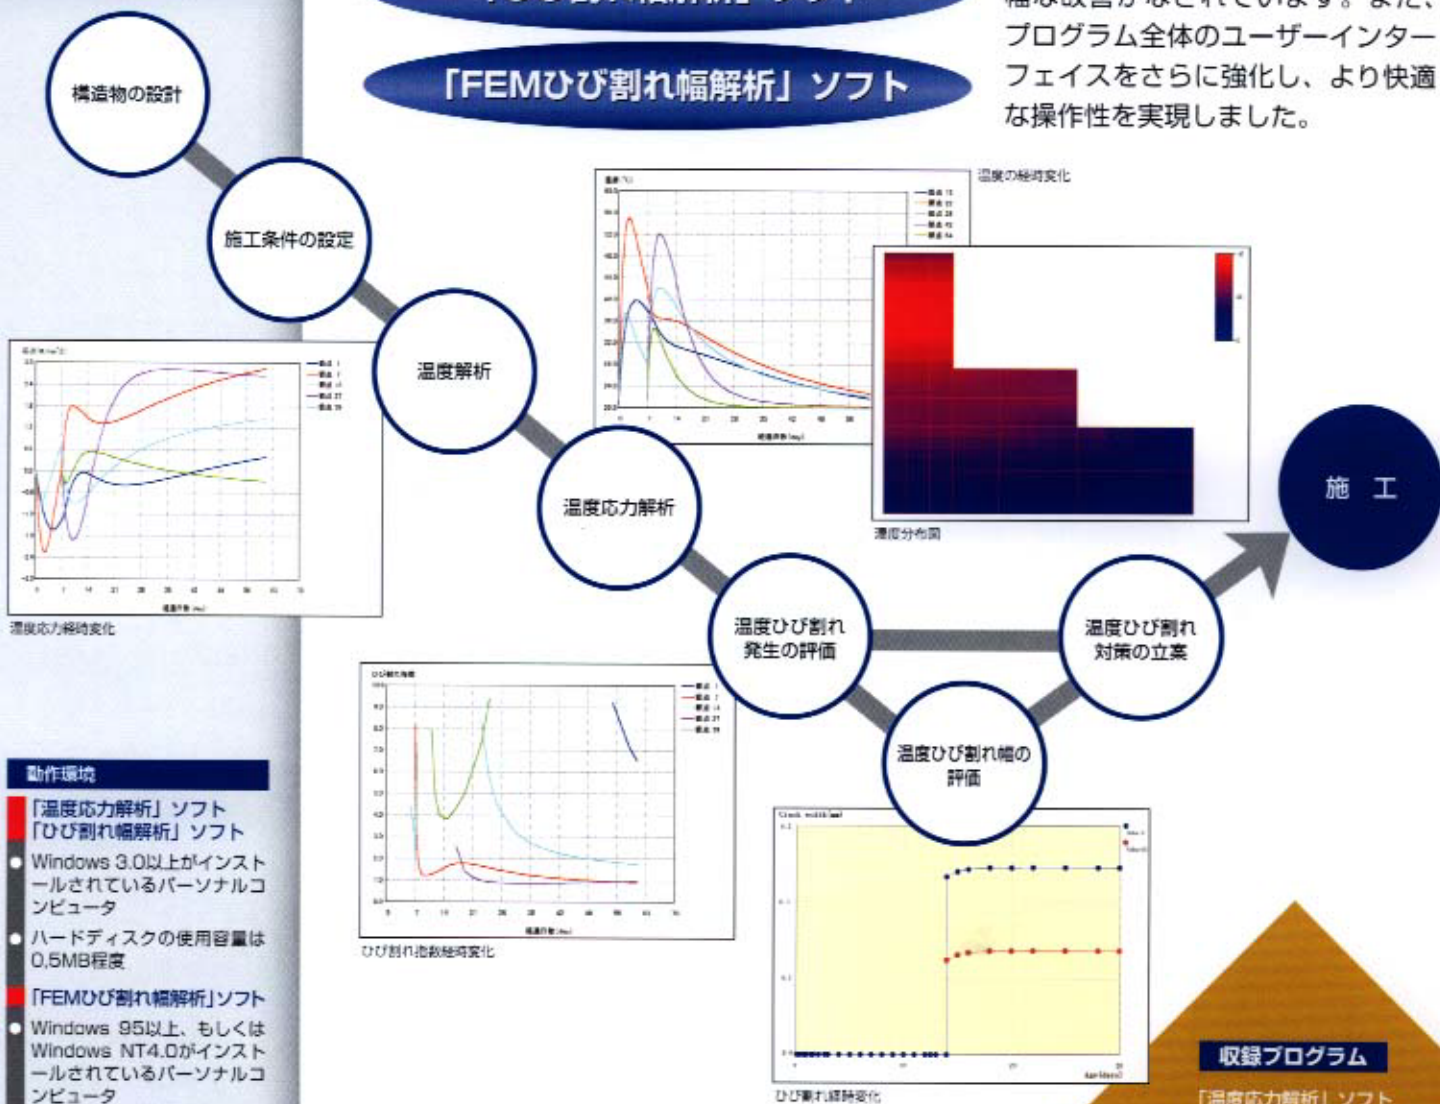 「FEMひび割れ幅解析」ソフト
プログラム全体のユーザーインター
フェイスをさらに強化し、より快適
な操作性を実現しました。
構造物の設計
施工条件の設定
温度解析
温度応力解析
温度ひび割れ
発生の評価
温度ひび割れ幅の
評価
温度ひび割れ
対策の立案
施 工
温度の経時変化
温度分布図
温度応力経時変化
ひび割れ指数経時変化
Crack width[mm]
ひび割れ経時変化
動作環境
「温度応力解析」ソフト
「ひび割れ幅解析」ソフト
Windows 3.0以上がインスト
ールされているパーソナルコ
ンピュータ
ハードディスクの使用容量は
0.5MB程度
「FEMひび割れ幅解析」ソフト
Windows 95以上、もしくは
Windows NT4.0がインスト
ールされているパーソナルコ
ンピュータ
収録プログラム
「温度応力解析」ソフト